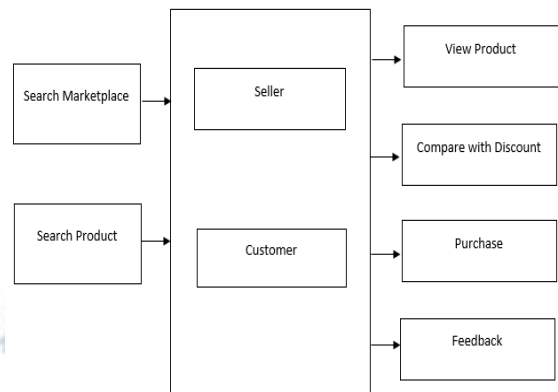 Search Marketplace
Search Product
Seller
Customer
View Product
Compare with Discount
Purchase
Feedback